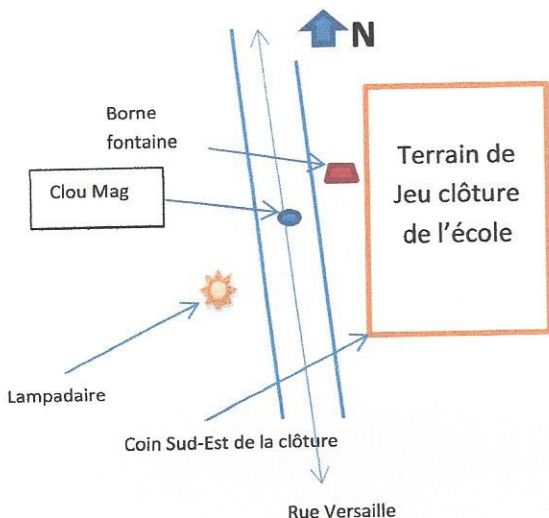 N
Borne
fontaine
Terrain de
Jeu clôture
de l'école
Clou Mag
Lampadaire
Coin Sud-Est de la clôture
Rue Versaille